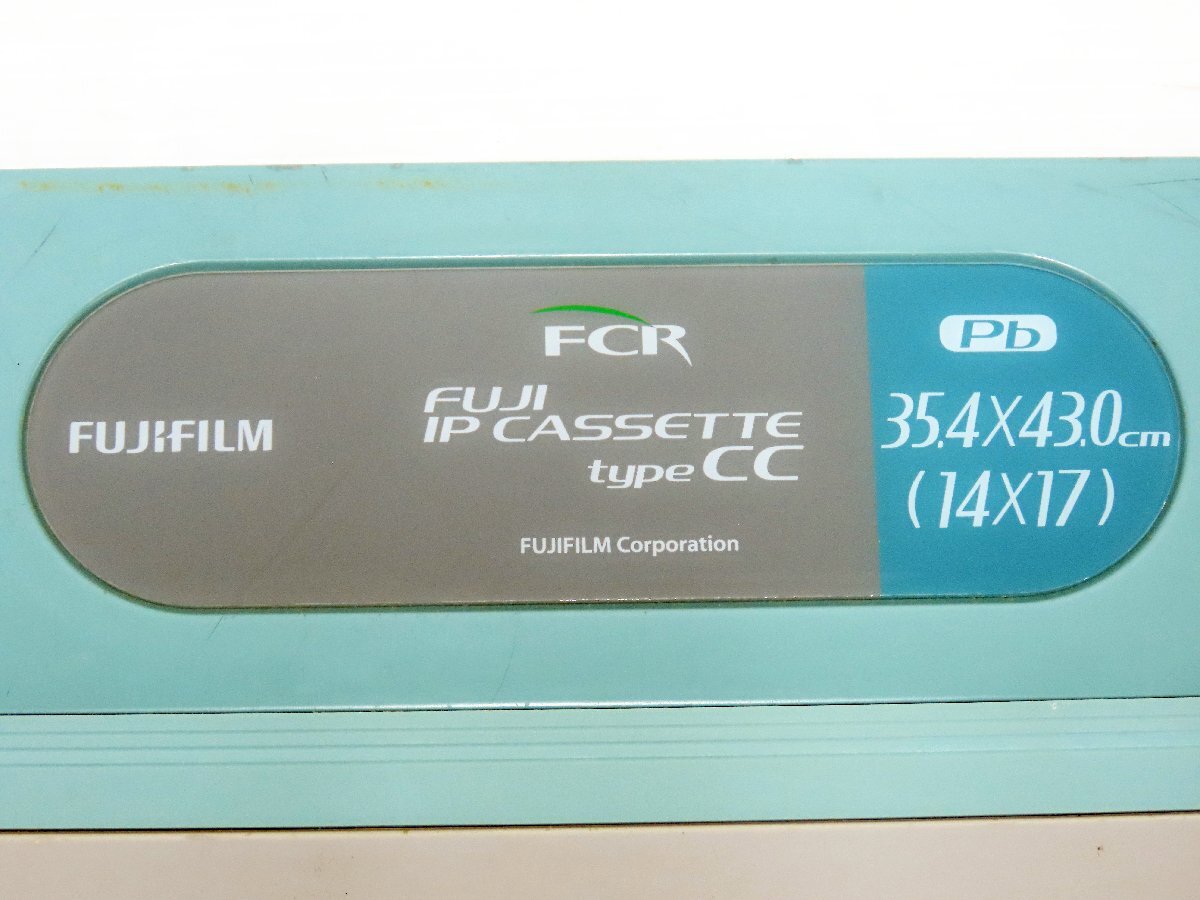 FUJIFILM
FCR
FUJI
IP CASSETTE
type CC
FUJIFILM Corporation
Pb
35.4X43.0cm
(14X17)